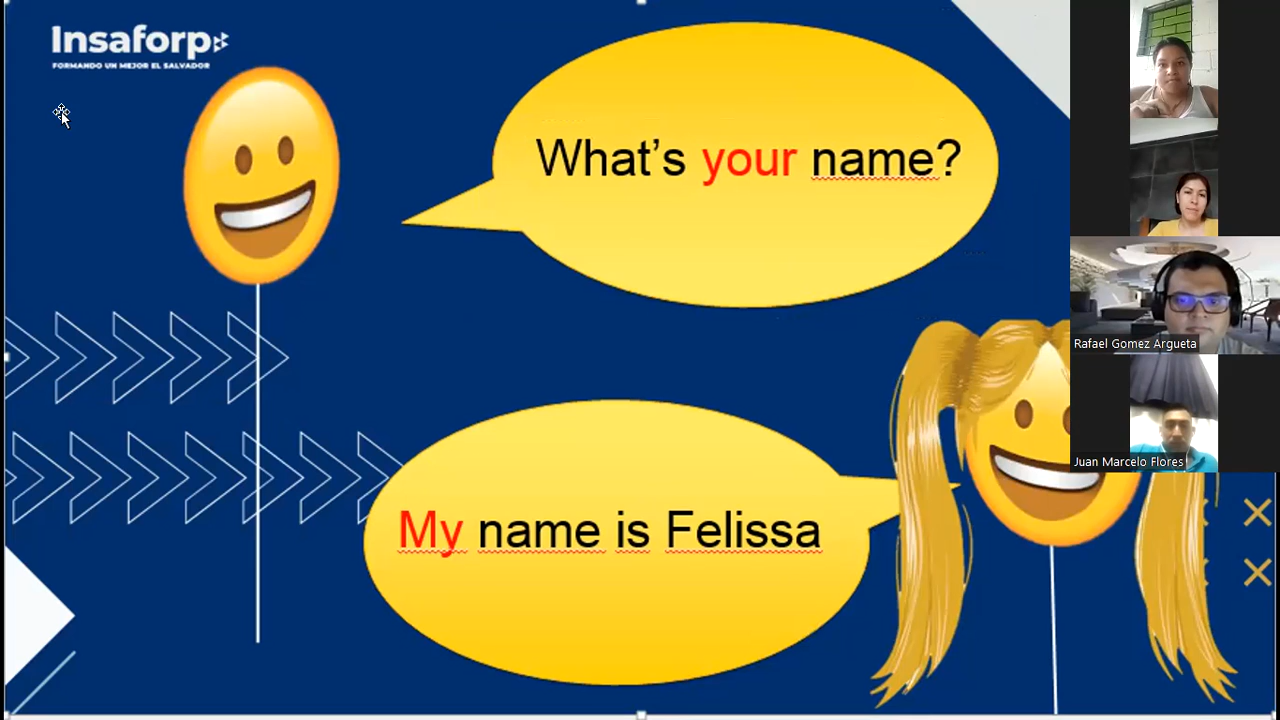 Insaforp
FORMANDO UN MEJOR EL SALVADOR
What's your name?
My name is Felissa
Rafael Gomez Argueta
Juan Marcelo Flores